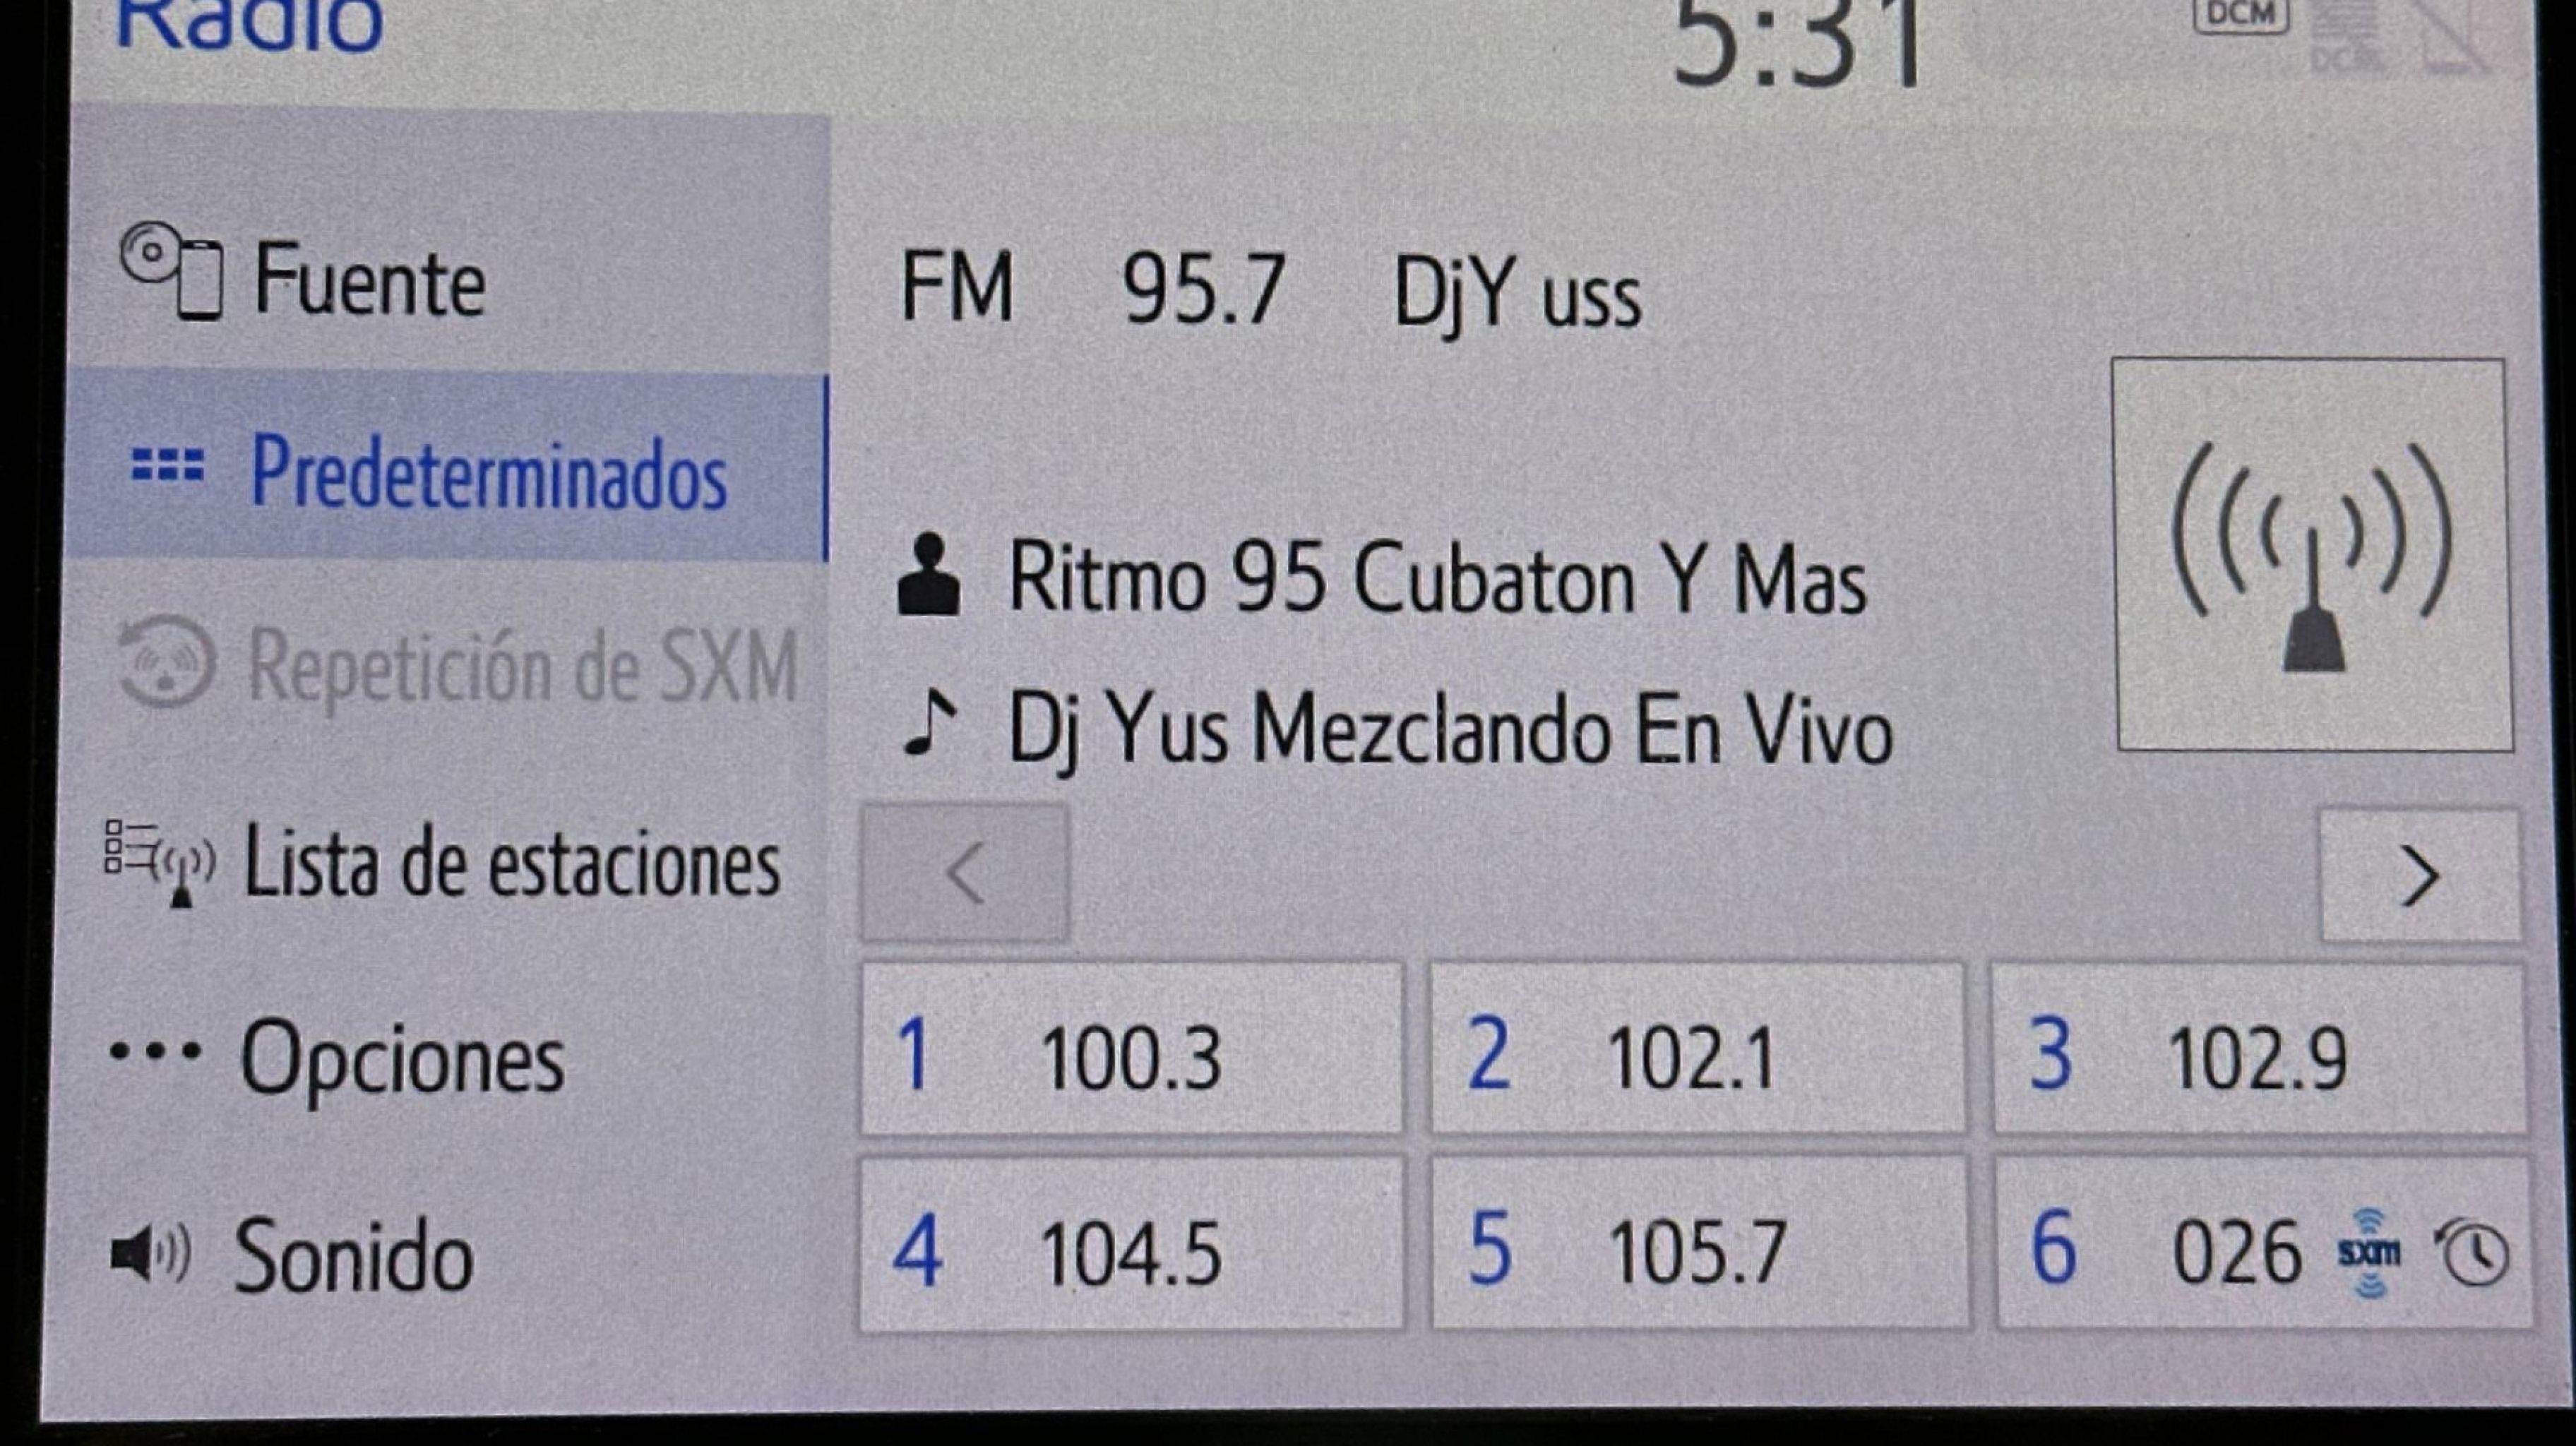 Radio
5:31
DCM
DCM
Fuente
FM 95.7 DjY uss
Predeterminados
Ritmo 95 Cubaton Y Mas
Repetición de SXM
Dj Yus Mezclando En Vivo
Lista de estaciones
<
>
Opciones
1 100.3
2 102.1
3 102.9
Sonido
4 104.5
5 105.7
6 026 sxm